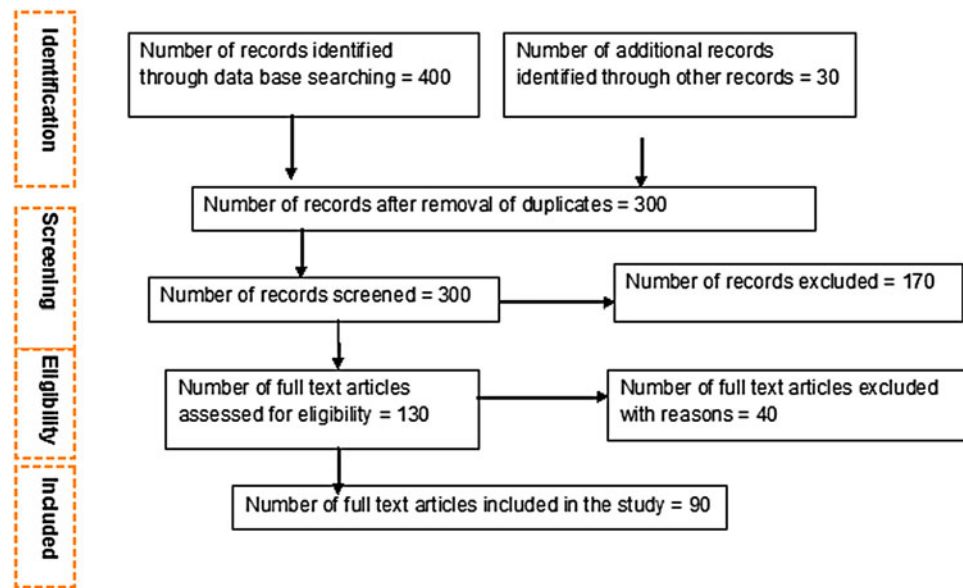 Identification
Number of records identified
through data base searching = 400
Number of additional records
identified through other records = 30
Number of records after removal of duplicates = 300
Screening
Number of records screened = 300
Number of records excluded = 170
Eligibility
Number of full text articles
assessed for eligibility = 130
Number of full text articles excluded
with reasons = 40
Included
Number of full text articles included in the study = 90